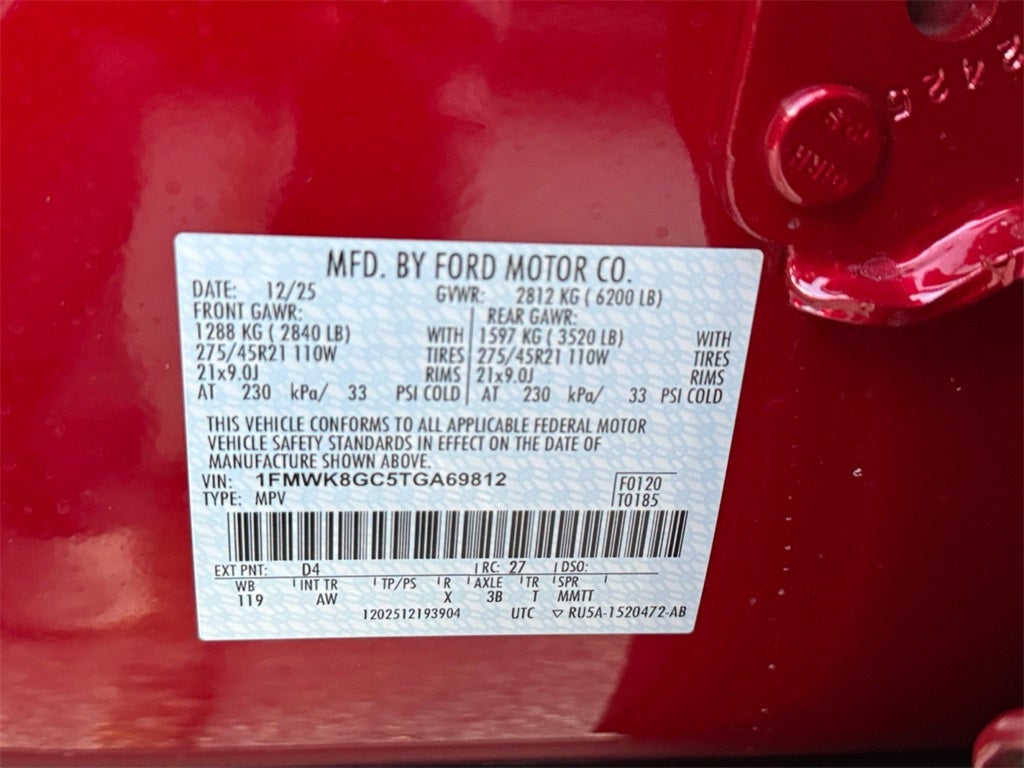 2425
MFD. BY FORD MOTOR CO.
DATE: 12/25 GVWR: 2812 KG ( 6200 LB)
FRONT GAWR: REAR GAWR:
1288 KG ( 2840 LB) WITH 1597 KG ( 3520 LB) WITH
275/45R21 110W TIRES 275/45R21 110W TIRES
21x9.0J RIMS 21x9.0J RIMS
AT 230 kPa/ 33 PSI COLD AT 230 kPa/ 33 PSI COLD
THIS VEHICLE CONFORMS TO ALL APPLICABLE FEDERAL MOTOR
VEHICLE SAFETY STANDARDS IN EFFECT ON THE DATE OF
MANUFACTURE SHOWN ABOVE.
VIN: 1FMWK8GC5TGA69812 F0120
TYPE: MPV T0185
EXT PNT: D4 RC: 27 DSO:
WB INT TR TP/PS R AXLE TR SPR
119 AW X 3B T MMTT
1202512193904 UTC ▽ RU5A-1520472-AB